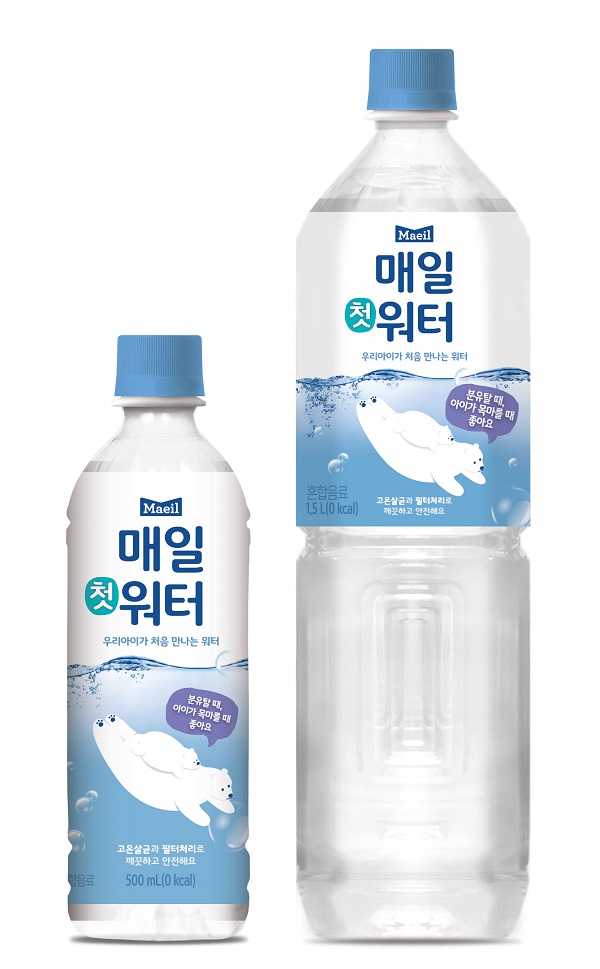 Maeil
매일
첫워터
우리아이가 처음 만나는 워터
분유탈 때,
아이가 목마를 때
좋아요
고온살균과 필터처리로
깨끗하고 안전해요
합음료
500 mL(0 kcal)
Maeil
매일
첫워터
우리아이가 처음 만나는 워터
분유탈 때,
아이가 목마를 때
좋아요
혼합음료
1.5 L(0 kcal)
고온살균과 필터처리로
깨끗하고 안전해요